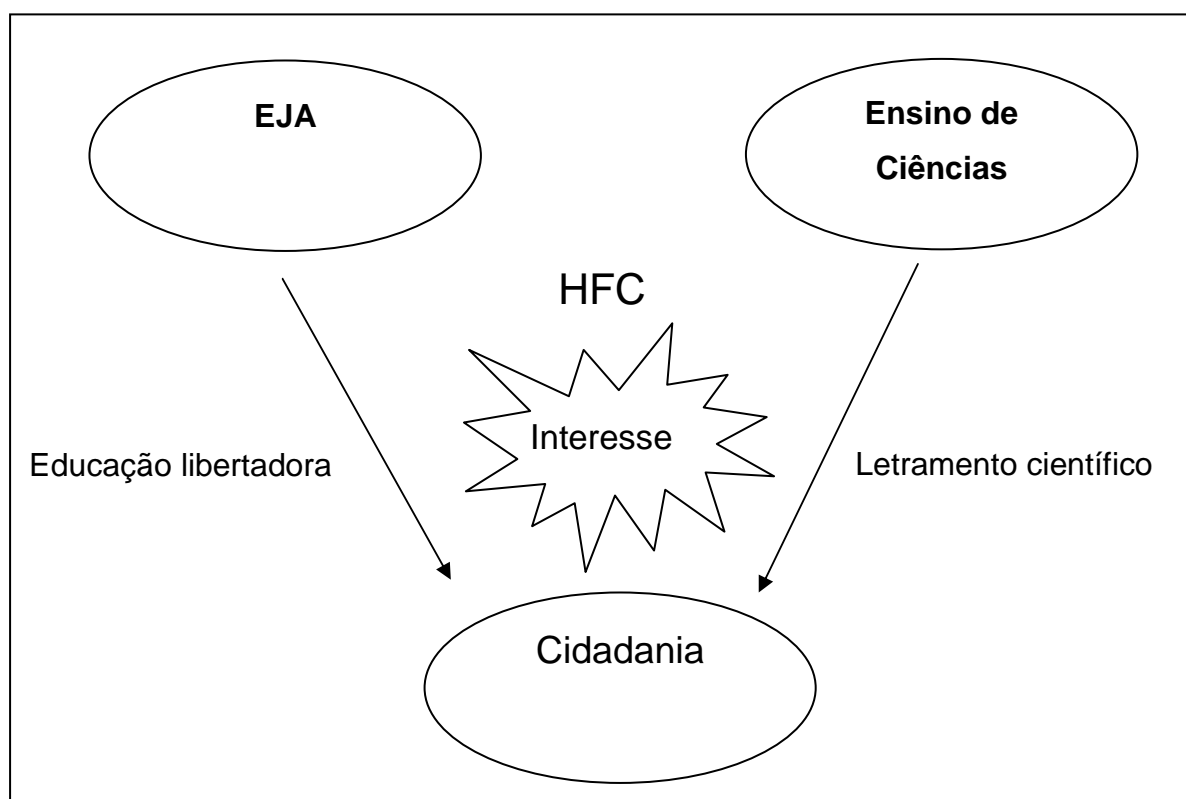 EJA
Ensino de
Ciências
HFC
Interesse
Educação libertadora
Letramento científico
Cidadania